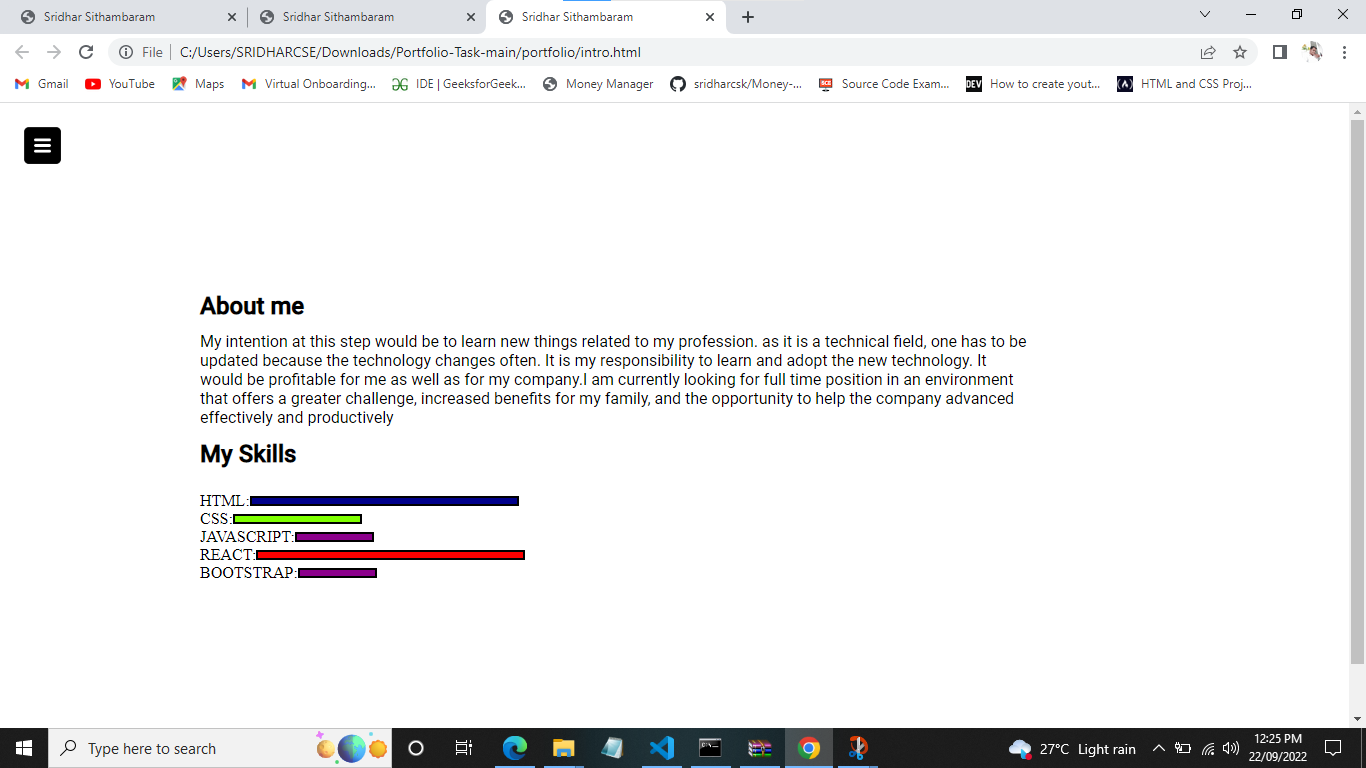 Sridhar Sithambaram
Sridhar Sithambaram
Sridhar Sithambaram
File
C:/Users/SRIDHARCSE/Downloads/Portfolio-Task-main/portfolio/intro.html
Gmail
YouTube
Maps
Virtual Onboarding...
IDE | GeeksforGeek...
Money Manager
sridharcsk/Money-...
Source Code Exam...
DEV
How to create yout...
HTML and CSS Proj...
About me
My intention at this step would be to learn new things related to my profession. as it is a technical field, one has to be
updated because the technology changes often. It is my responsibility to learn and adopt the new technology. It
would be profitable for me as well as for my company.I am currently looking for full time position in an environment
that offers a greater challenge, increased benefits for my family, and the opportunity to help the company advanced
effectively and productively
My Skills
HTML:
CSS:
JAVASCRIPT:
REACT:
BOOTSTRAP:
Type here to search
27°C Light rain
12:25 PM
22/09/2022